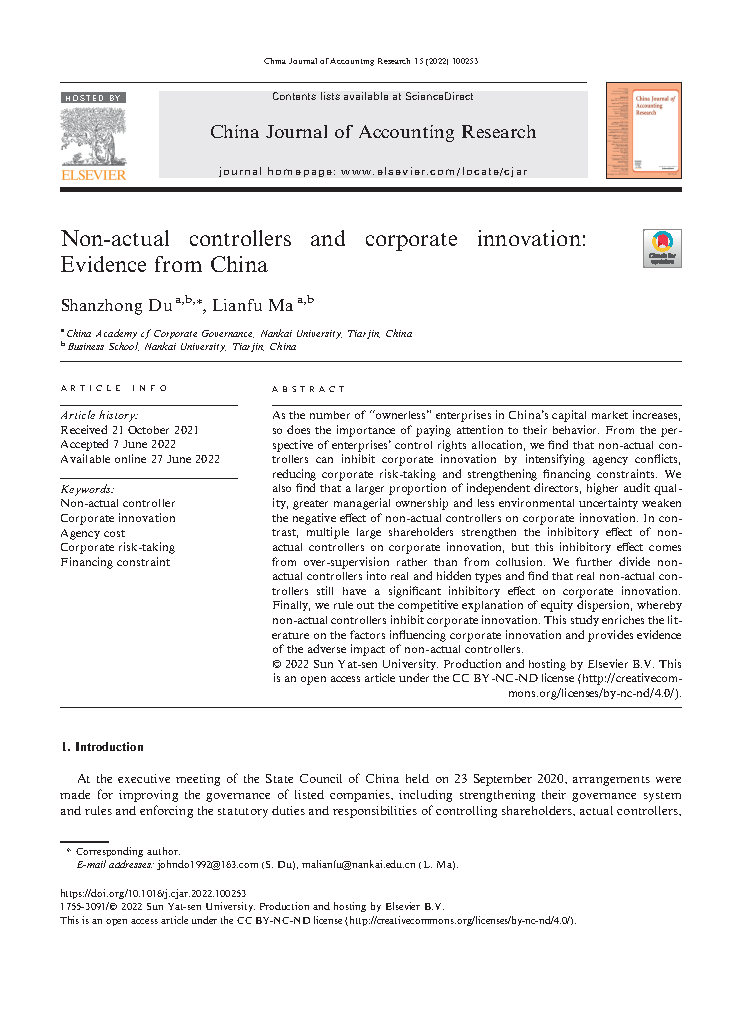 China Journal of Accounting Research 15 (2022) 100253
HOSTED BY
ELSEVIER
Contents lists available at ScienceDirect
China Journal of Accounting Research
journal homepage: www.elsevier.com/locate/cjar
China Journal of
Accounting
Research
Check for
updates
Non-actual controllers and corporate innovation:
Evidence from China
Shanzhong Du a,b,*, Lianfu Ma a,b
a China Academy of Corporate Governance, Nankai University, Tianjin, China
b Business School, Nankai University, Tianjin, China
ARTICLE INFO
Article history:
Received 21 October 2021
Accepted 7 June 2022
Available online 27 June 2022
Keywords:
Non-actual controller
Corporate innovation
Agency cost
Corporate risk-taking
Financing constraint
ABSTRACT
As the number of “ownerless” enterprises in China’s capital market increases,
so does the importance of paying attention to their behavior. From the per-
spective of enterprises’ control rights allocation, we find that non-actual con-
trollers can inhibit corporate innovation by intensifying agency conflicts,
reducing corporate risk-taking and strengthening financing constraints. We
also find that a larger proportion of independent directors, higher audit qual-
ity, greater managerial ownership and less environmental uncertainty weaken
the negative effect of non-actual controllers on corporate innovation. In con-
trast, multiple large shareholders strengthen the inhibitory effect of non-
actual controllers on corporate innovation, but this inhibitory effect comes
from over-supervision rather than from collusion. We further divide non-
actual controllers into real and hidden types and find that real non-actual con-
trollers still have a significant inhibitory effect on corporate innovation.
Finally, we rule out the competitive explanation of equity dispersion, whereby
non-actual controllers inhibit corporate innovation. This study enriches the lit-
erature on the factors influencing corporate innovation and provides evidence
of the adverse impact of non-actual controllers.
© 2022 Sun Yat-sen University. Production and hosting by Elsevier B.V. This
is an open access article under the CC BY-NC-ND license (http://creativecom-
mons.org/licenses/by-nc-nd/4.0/).
1. Introduction
At the executive meeting of the State Council of China held on 23 September 2020, arrangements were
made for improving the governance of listed companies, including strengthening their governance system
and rules and enforcing the statutory duties and responsibilities of controlling shareholders, actual controllers,
* Corresponding author.
E-mail addresses: johndo1992@163.com (S. Du), malianfu@nankai.edu.cn (L. Ma).
https://doi.org/10.1016/j.cjar.2022.100253
1755-3091/© 2022 Sun Yat-sen University. Production and hosting by Elsevier B.V.
This is an open access article under the CC BY-NC-ND license (http://creativecommons.org/licenses/by-nc-nd/4.0/).